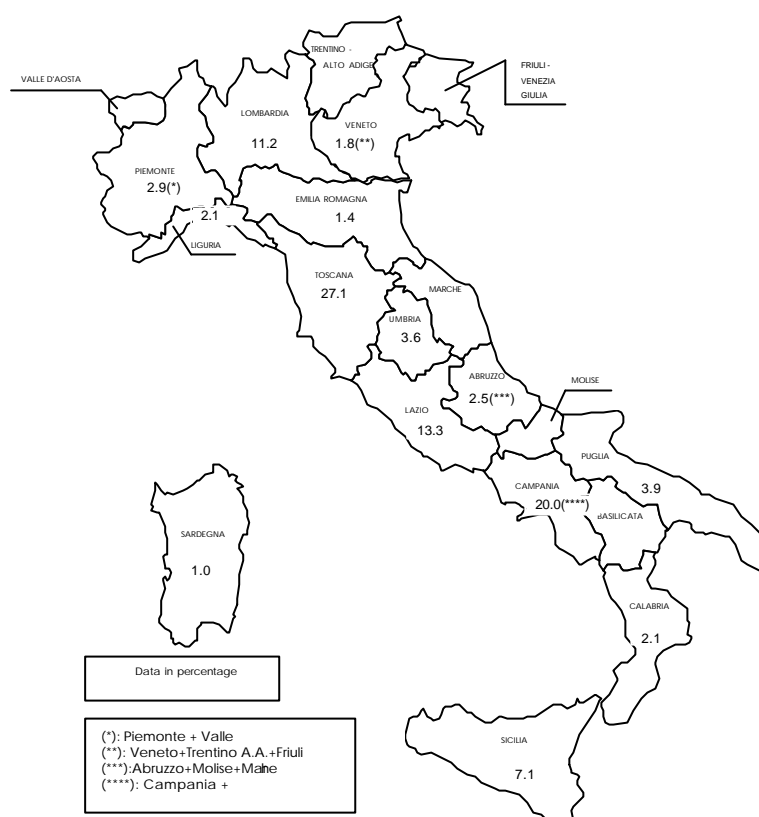 TRENTINO -
ALTO ADIGE
FRIULI -
VENEZIA
GIULIA
VALLE D'AOSTA
LOMBARDIA
11.2
VENETO
1.8(**)
PIEMONTE
2.9(*)
EMILIA ROMAGNA
1.4
2.1
LIGURIA
TOSCANA
27.1
MARCHE
UMBRIA
3.6
ABRUZZO
2.5(***)
MOLISE
LAZIO
13.3
PUGLIA
3.9
CAMPANIA
20.0(****)
BASILICATA
SARDEGNA
1.0
CALABRIA
2.1
Data in percentage
(*): Piemonte + Valle
(**): Veneto+Trentino A.A.+Friuli
(***):Abruzzo+Molise+
(****): Campania +
SICILIA
7.1